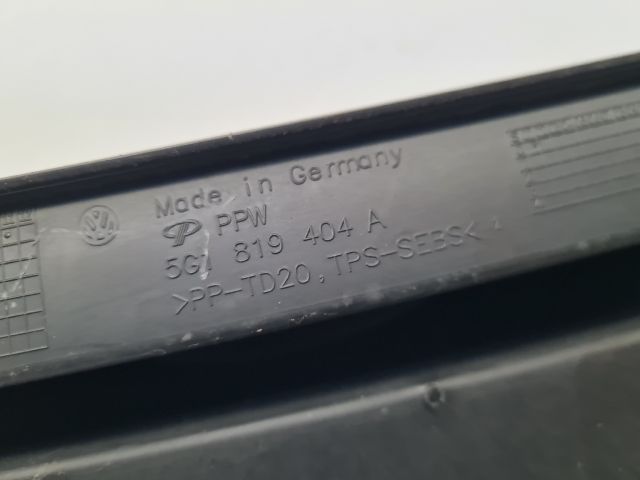 Made in Germany
PPW
5G1 819 404 A
>PP-TD20,TPS-SEBS<